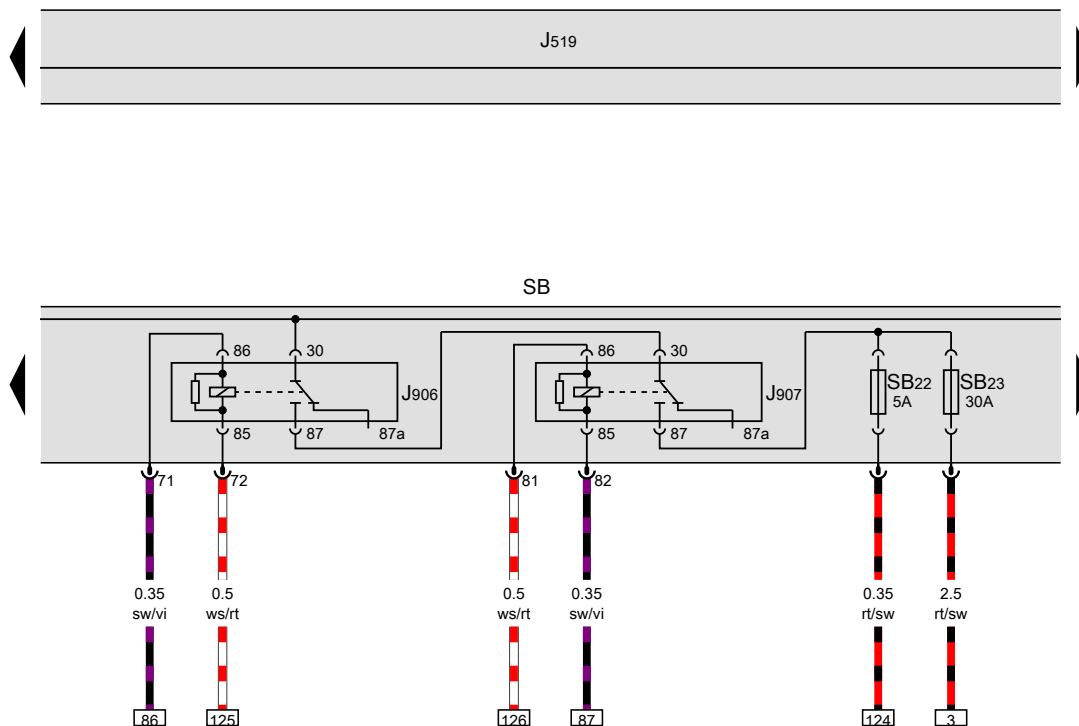 J519
SB
86 30 86 30
J906 J907 SB22 SB23
5A 30A
85 87 87a 85 87 87a
71 72 81 82
0.35 0.5 0.5 0.35 0.35 2.5
sw/vi ws/rt ws/rt sw/vi rt/sw rt/sw
86 125 126 87 124 3